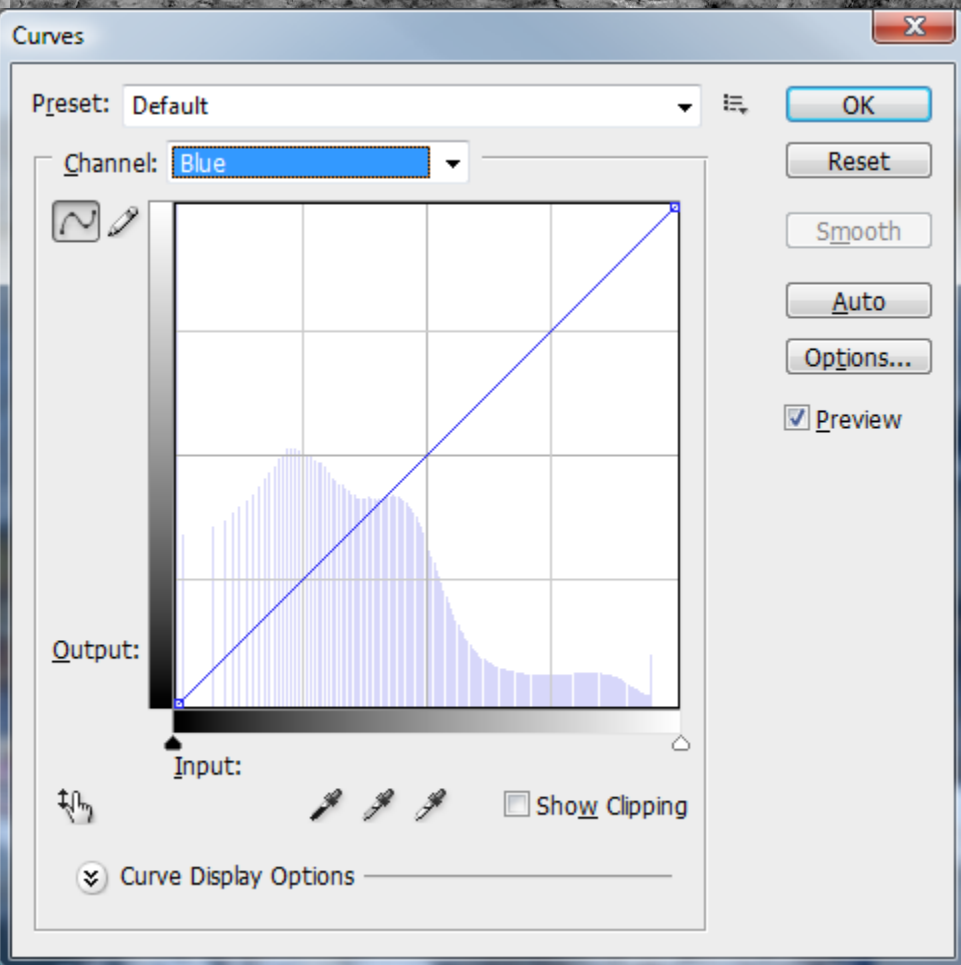 Curves
Preset: Default
OK
Channel: Blue
Reset
Smooth
Auto
Options...
Preview
Output:
Input:
Show Clipping
Curve Display Options